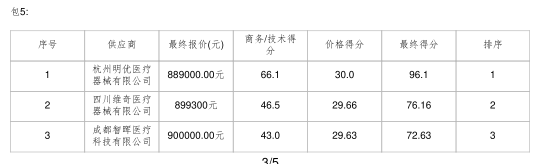 包5:
序号 供应商 最终报价(元) 商务/技术得分 价格得分 最终得分 排序
1 杭州明优医疗器械有限公司 889000.00元 66.1 30.0 96.1 1
2 四川维奇医疗器械有限公司 899300元 46.5 29.66 76.16 2
3 成都智晖医疗科技有限公司 900000.00元 43.0 29.63 72.63 3
3/5